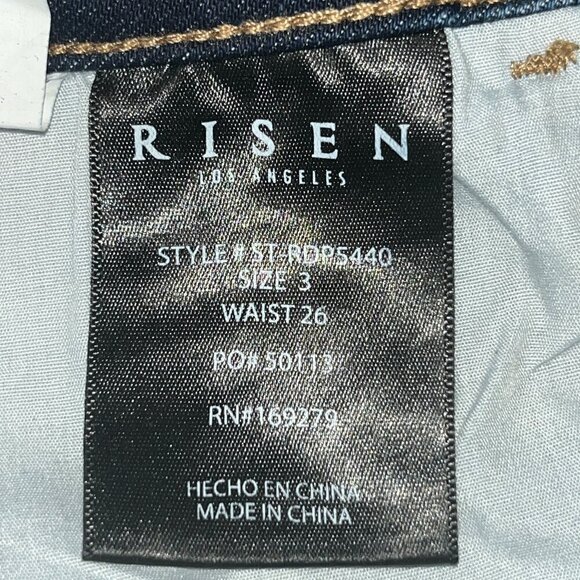 RISEN
LOS ANGELES
STYLE # ST-RDP5440
SIZE 3
WAIST 26
PO# 50113
RN#169279
HECHO EN CHINA
MADE IN CHINA